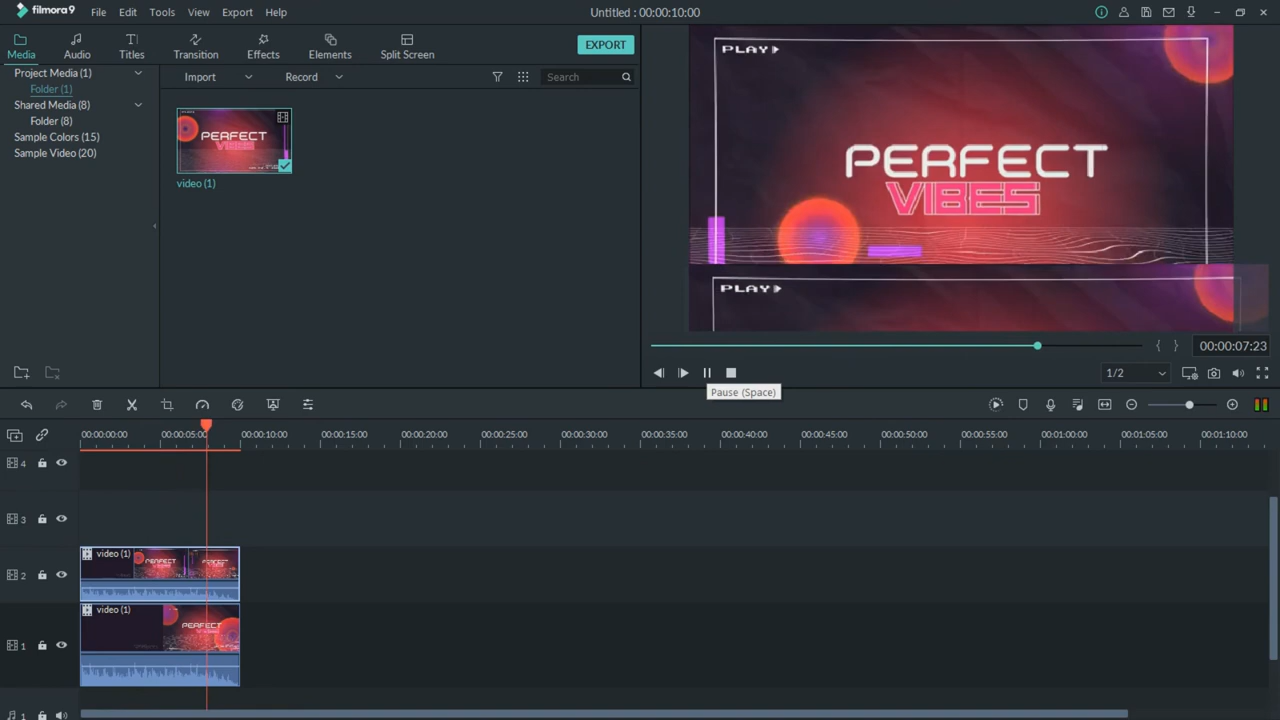 filmora9 File Edit Tools View Export Help Untitled : 00:00:10:00
Media Audio Titles Transition Effects Elements Split Screen EXPORT
Project Media (1)
Folder (1)
Shared Media (8)
Folder (8)
Sample Colors (15)
Sample Video (20)
Import Record Search
PERFECT
VIBES
video (1)
PLAY
PERFECT
VIBES
PLAY
00:00:07:23
1/2
Pause (Space)
00:00:00:00 00:00:05:00 00:00:10:00 00:00:15:00 00:00:20:00 00:00:25:00 00:00:30:00 00:00:35:00 00:00:40:00 00:00:45:00 00:00:50:00 00:00:55:00 00:01:00:00 00:01:05:00 00:01:10:00
4
3
2
video (1)
PERFECT
1
video (1)
PERFECT
1